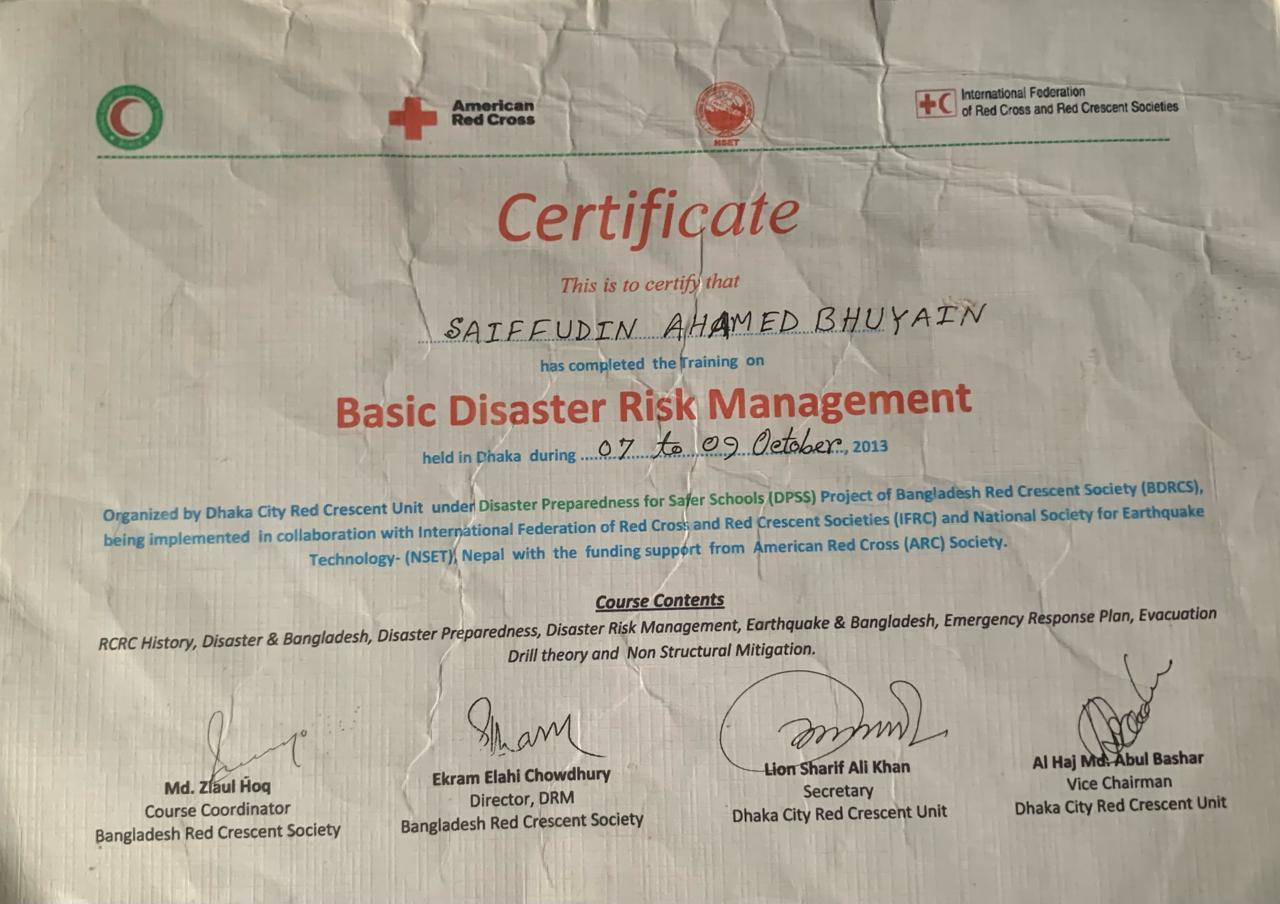 American
Red Cross
NSET
International Federation
of Red Cross and Red Crescent Societies
Certificate
This is to certify that
SAIFFUDIN AHAMED BHUYAIN
has completed the Training on
Basic Disaster Risk Management
held in Dhaka during 07 to 09 October, 2013
Organized by Dhaka City Red Crescent Unit under Disaster Preparedness for Safer Schools (DPSS) Project of Bangladesh Red Crescent Society (BDRCS),
being implemented in collaboration with International Federation of Red Cross and Red Crescent Societies (IFRC) and National Society for Earthquake
Technology- (NSET), Nepal with the funding support from American Red Cross (ARC) Society.
Course Contents
RCRC History, Disaster & Bangladesh, Disaster Preparedness, Disaster Risk Management, Earthquake & Bangladesh, Emergency Response Plan, Evacuation
Drill theory and Non Structural Mitigation.
Md. Ziaul Hoq
Course Coordinator
Bangladesh Red Crescent Society
Ekram Elahi Chowdhury
Director, DRM
Bangladesh Red Crescent Society
Lion Sharif Ali Khan
Secretary
Dhaka City Red Crescent Unit
Al Haj Md. Abul Bashar
Vice Chairman
Dhaka City Red Crescent Unit